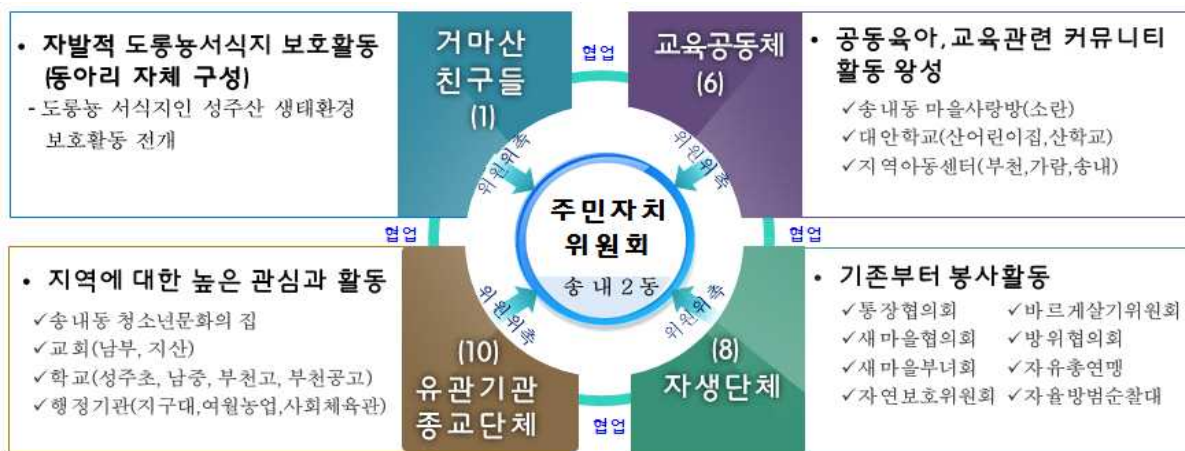 • 자발적 도롱뇽서식지 보호활동
(동아리 자체 구성)
- 도롱뇽 서식지인 성주산 생태환경
보호활동 전개
거마산
친구들
(1)
협업
교육공동체
(6)
• 공동육아,교육관련 커뮤니티
활동 왕성
✓송내동 마을사랑방(소란)
✓대안학교(산어린이집,산학교)
✓지역아동센터(부천,가람,송내)
위원위촉
위원위촉
주민자치
위원회
송내2동
협업
협업
위원위촉
위원위촉
• 지역에 대한 높은 관심과 활동
✓송내동 청소년문화의 집
✓교회(남부, 지산)
✓학교(성주초, 남중, 부천고, 부천공고)
✓행정기관(지구대,여월농업,사회체육관)
(10)
유관기관
종교단체
협업
(8)
자생단체
• 기존부터 봉사활동
✓통장협의회 ✓바르게살기위원회
✓새마을협의회 ✓방위협의회
✓새마을부녀회 ✓자유총연맹
✓자연보호위원회 ✓자율방범순찰대